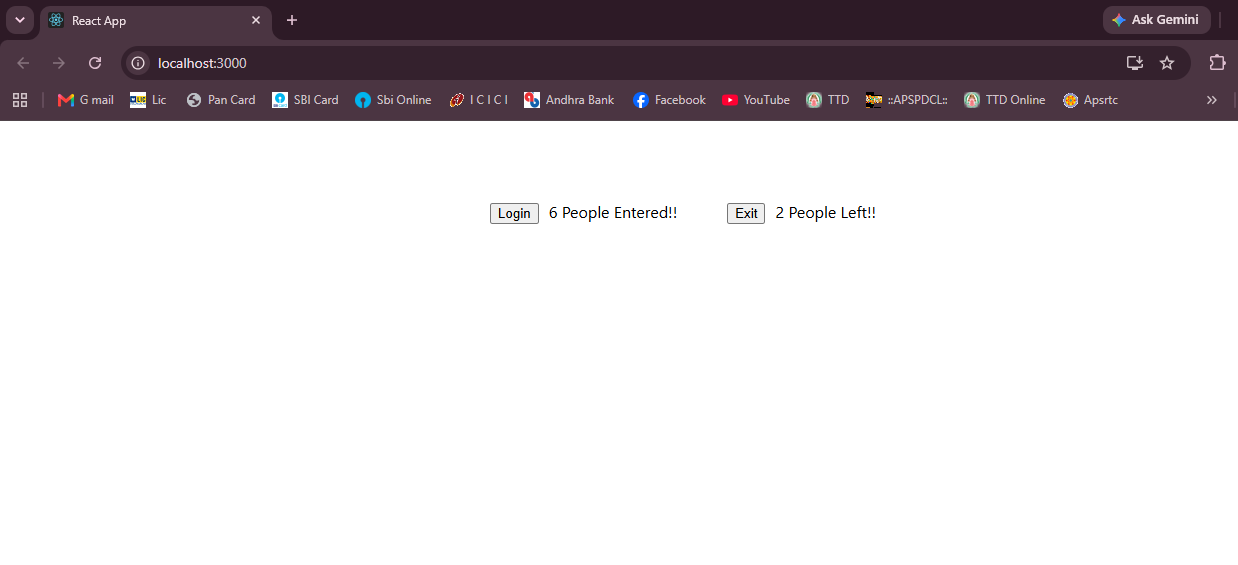 React App
Ask Gemini
localhost:3000
G mail Lic Pan Card SBI Card Sbi Online I C I C I Andhra Bank Facebook YouTube TTD ::APSPDCL:: TTD Online Apsrtc
Login 6 People Entered!! Exit 2 People Left!!